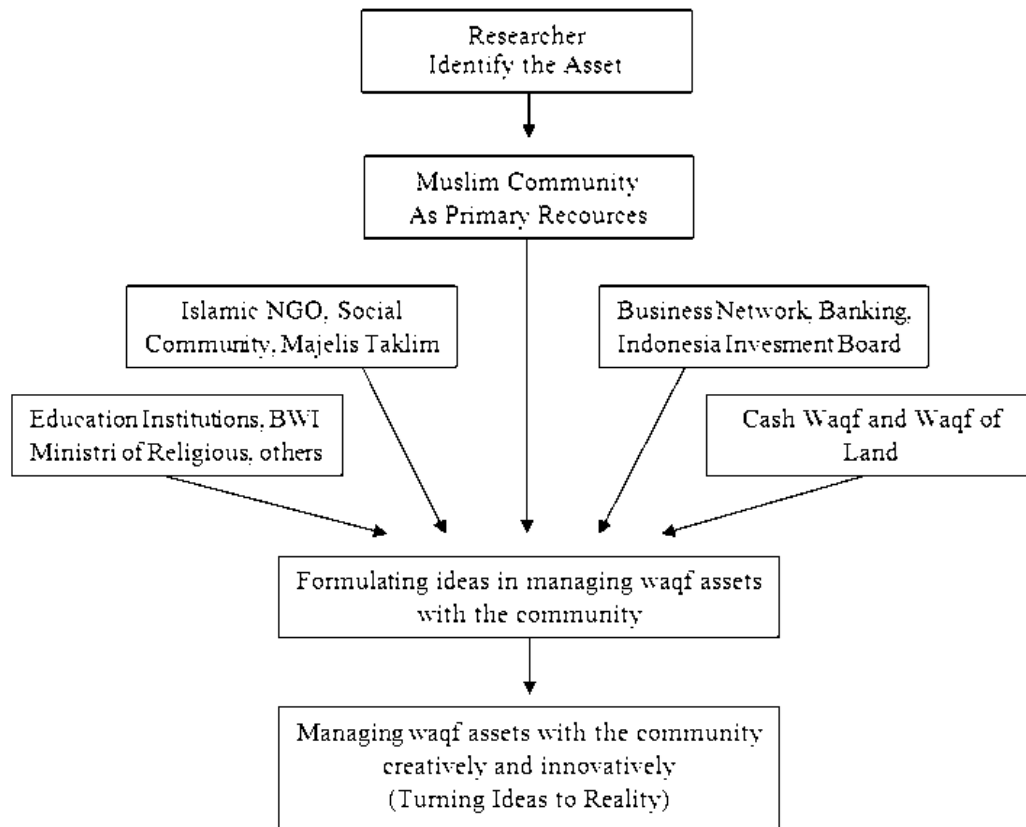 Researcher
Identify the Asset
Muslim Community
As Primary Recources
Islamic NGO, Social
Community, Majelis Taklim
Business Network, Banking,
Indonesia Invesment Board
Education Institutions, BWI
Ministri of Religious, others
Cash Waqf and Waqf of
Land
Formulating ideas in managing waqf assets
with the community
Managing waqf assets with the community
creatively and innovatively
(Turning Ideas to Reality)